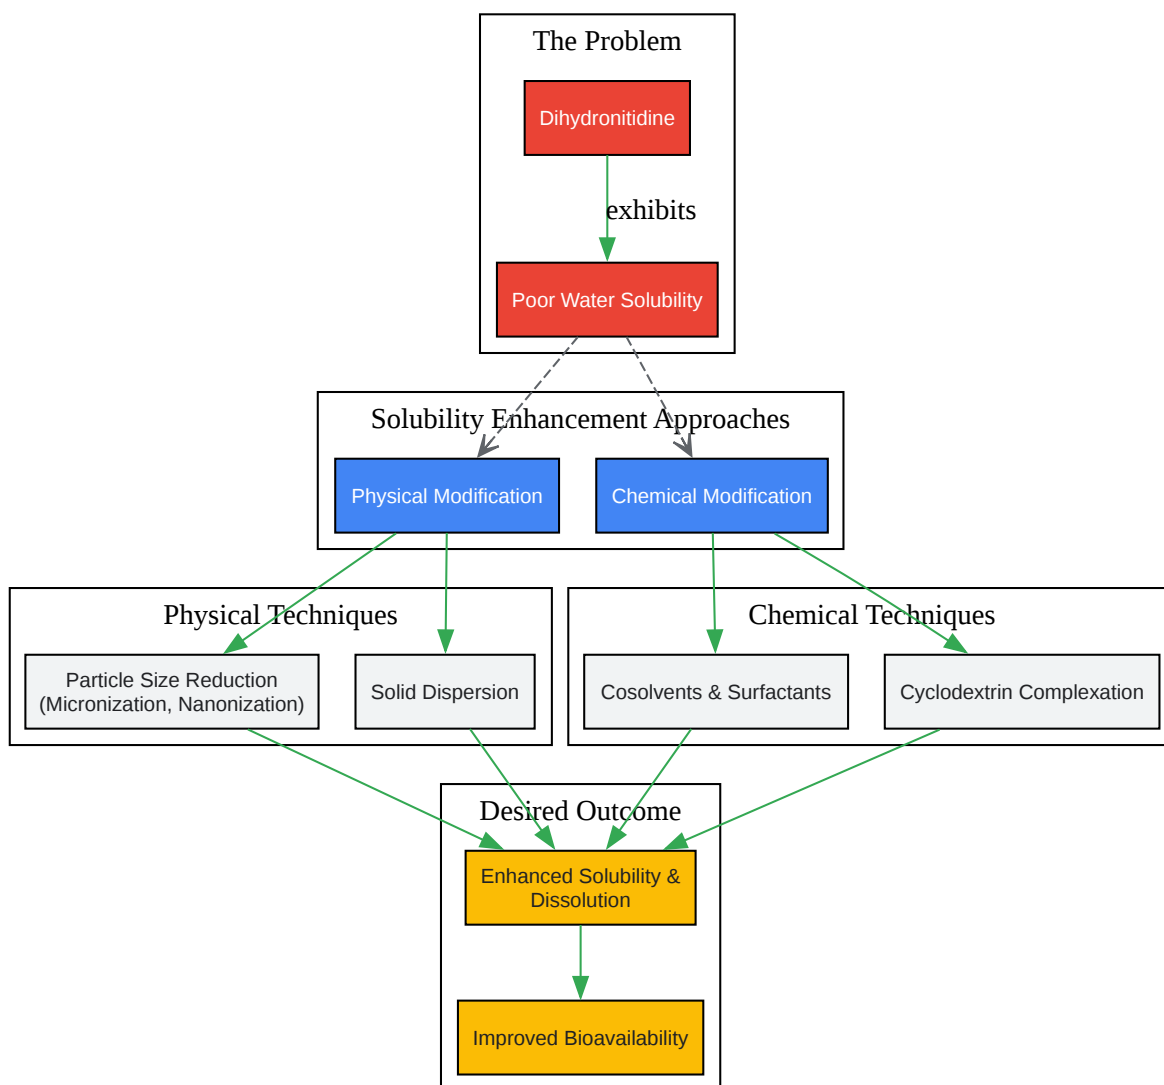 The Problem
Dihydronitidine
exhibits
Poor Water Solubility
Solubility Enhancement Approaches
Physical Modification
Chemical Modification
Physical Techniques
Chemical Techniques
Particle Size Reduction
(Micronization, Nanonization)
Solid Dispersion
Cosolvents & Surfactants
Cyclodextrin Complexation
Desired Outcome
Enhanced Solubility &
Dissolution
Improved Bioavailability